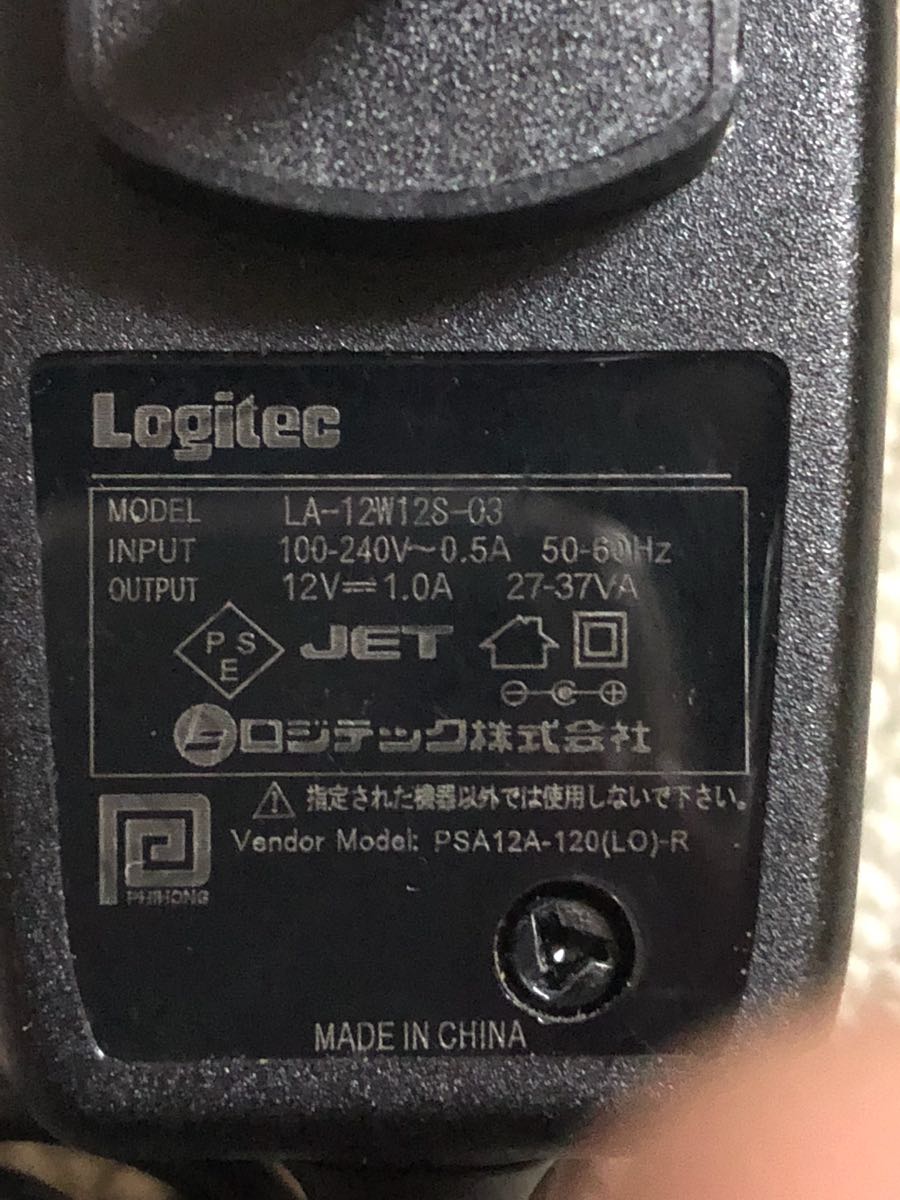 Logitec
MODEL LA-12W12S-03
INPUT 100-240V～0.5A 50-60Hz
OUTPUT 12V⎓1.0A 27-37VA
PSE JET
ロジテック株式会社
⚠ 指定された機器以外では使用しないで下さい。
Vendor Model: PSA12A-120(LO)-R
PHIHONG
MADE IN CHINA